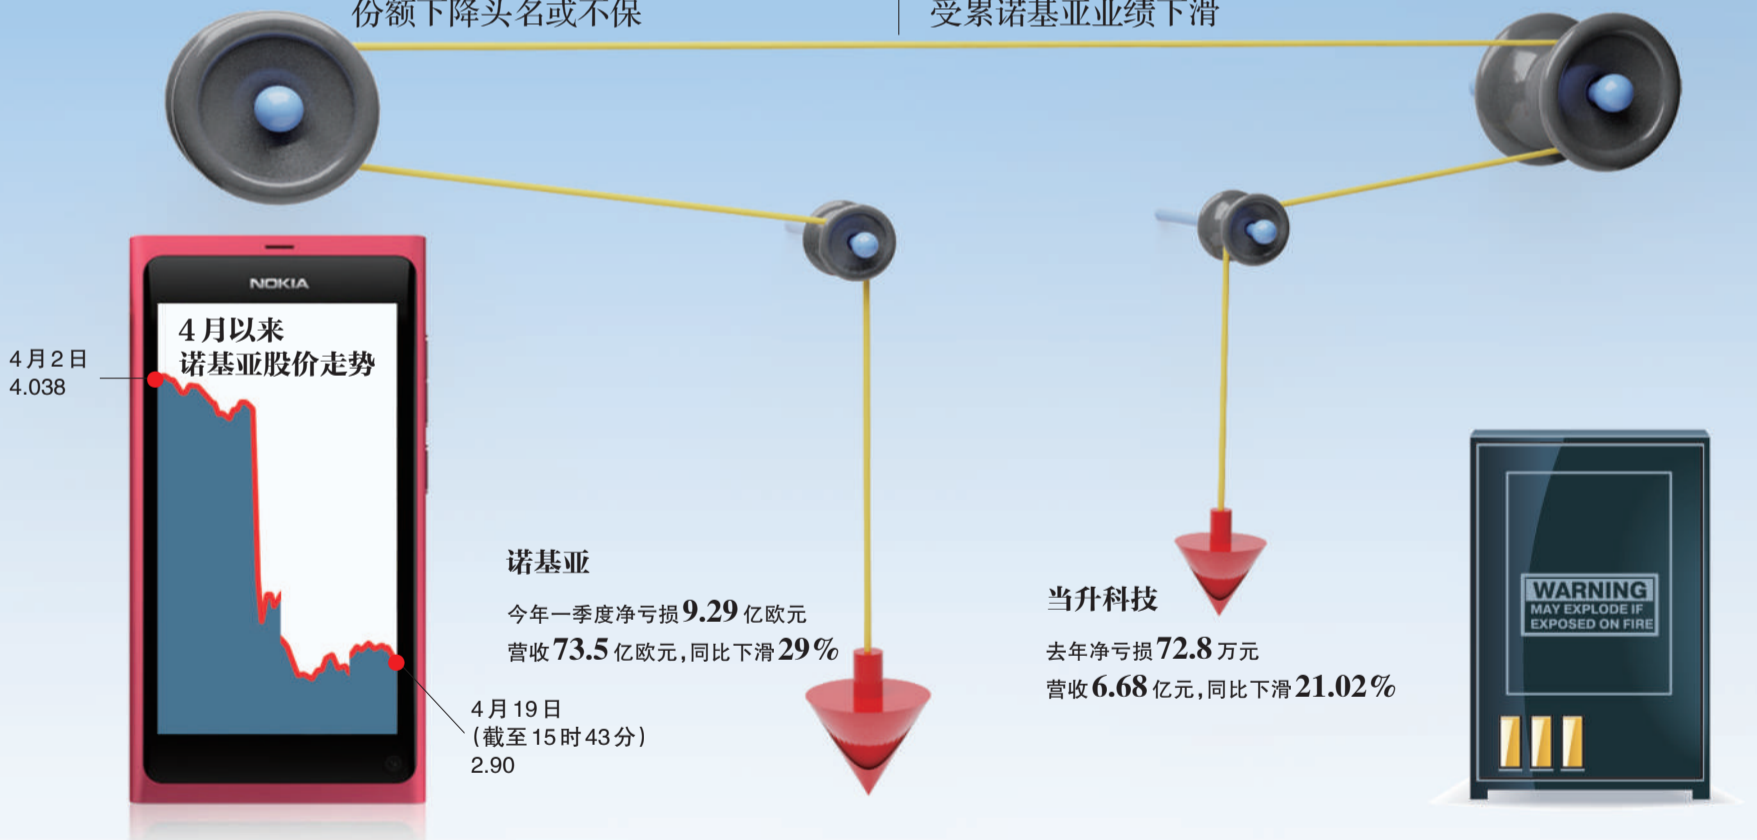 份额下降头名或不保
受累诺基亚业绩下滑
NOKIA
4月以来
诺基亚股价走势
4月2日
4.038
诺基亚
今年一季度净亏损9.29亿欧元
营收73.5亿欧元,同比下滑29%
4月19日
(截至15时43分)
2.90
当升科技
去年净亏损72.8万元
营收6.68亿元,同比下滑21.02%
WARNING
MAY EXPLODE IF
EXPOSED ON FIRE